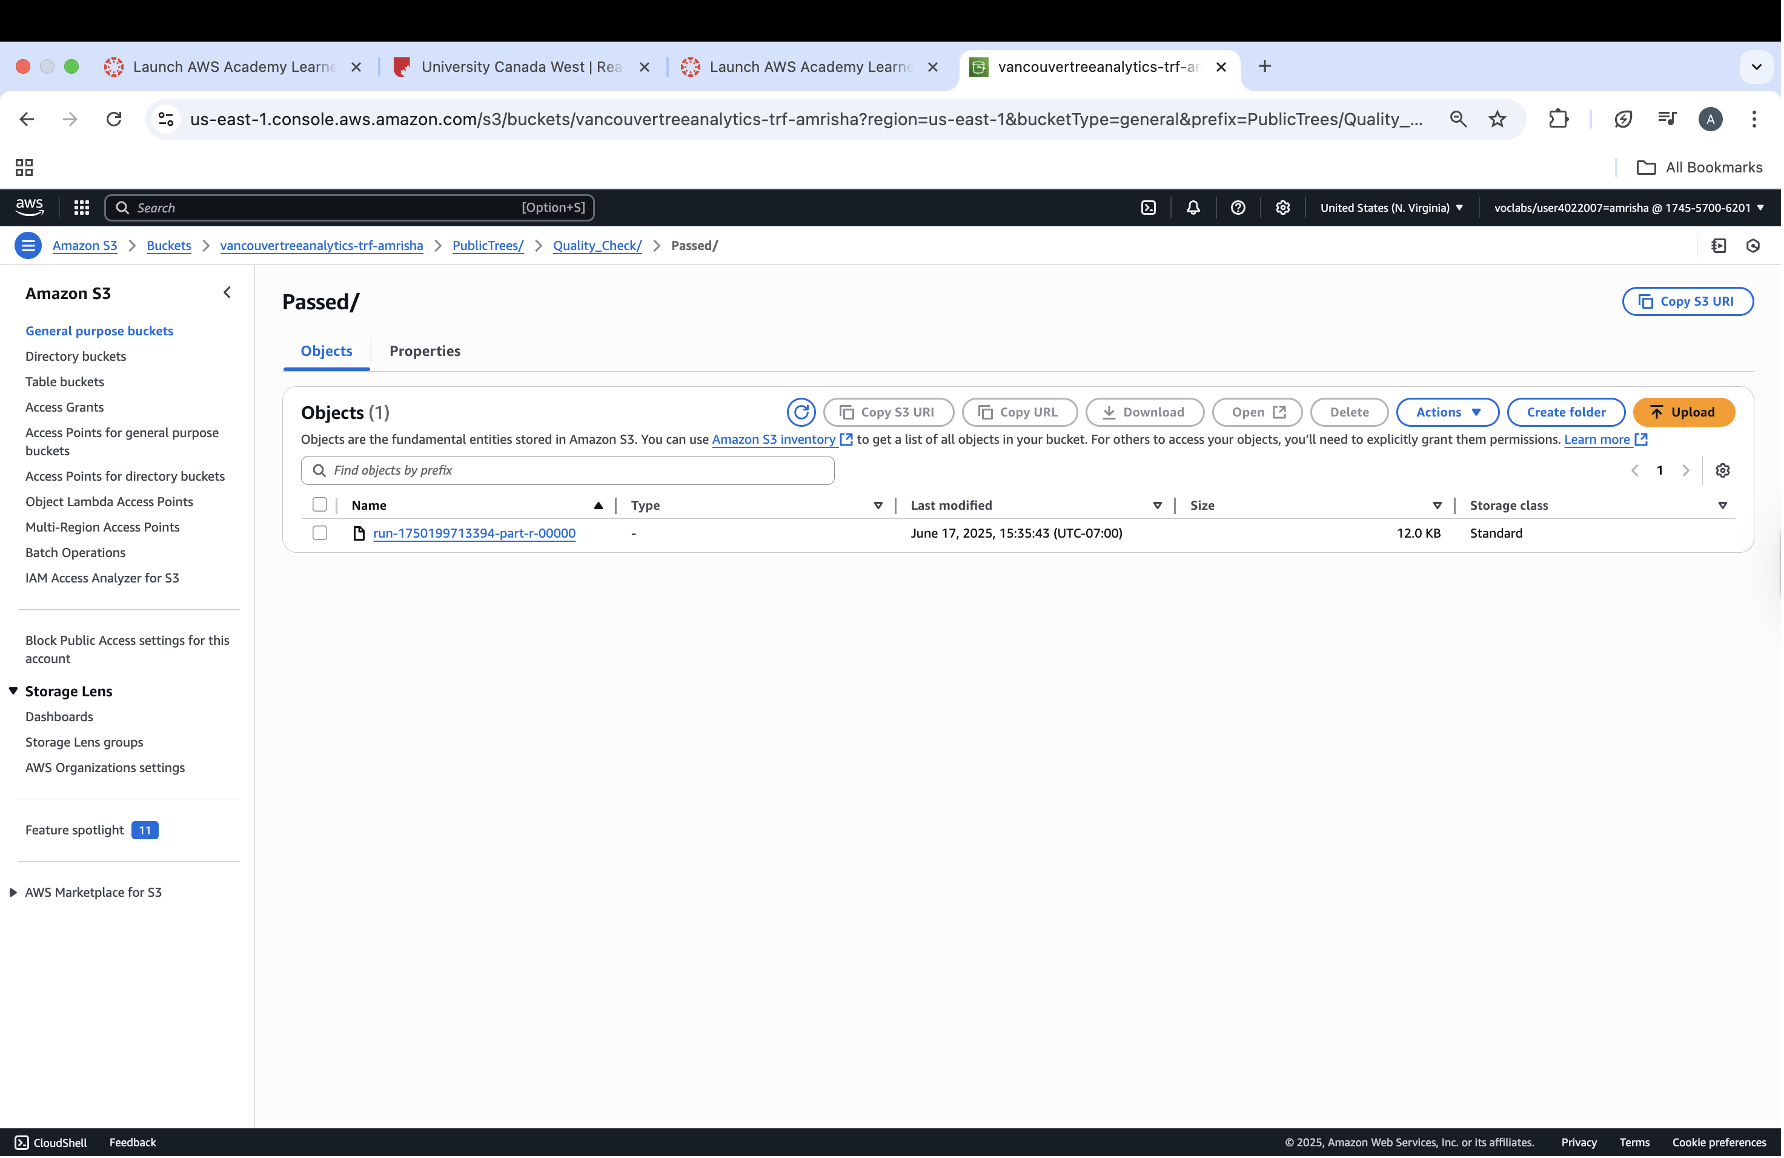 Launch AWS Academy Learne
University Canada West | Rea
Launch AWS Academy Learne
vancouvertreeanalytics-trf-ar
us-east-1.console.aws.amazon.com/s3/buckets/vancouvertreeanalytics-trf-amrisha?region=us-east-1&bucketType=general&prefix=PublicTrees/Quality_...
A
All Bookmarks
aws
Search
[Option+S]
United States (N. Virginia)
voclabs/user4022007=amrisha @ 1745-5700-6201
Amazon S3
Buckets
vancouvertreeanalytics-trf-amrisha
PublicTrees/
Quality_Check/
Passed/
Amazon S3
General purpose buckets
Directory buckets
Table buckets
Access Grants
Access Points for general purpose
buckets
Access Points for directory buckets
Object Lambda Access Points
Multi-Region Access Points
Batch Operations
IAM Access Analyzer for S3
Block Public Access settings for this
account
Storage Lens
Dashboards
Storage Lens groups
AWS Organizations settings
Feature spotlight 11
AWS Marketplace for S3
Passed/
Copy S3 URI
Objects
Properties
Objects (1)
Copy S3 URI
Copy URL
Download
Open
Delete
Actions
Create folder
Upload
Objects are the fundamental entities stored in Amazon S3. You can use Amazon S3 inventory to get a list of all objects in your bucket. For others to access your objects, you'll need to explicitly grant them permissions. Learn more
Find objects by prefix
1
Name
Type
Last modified
Size
Storage class
run-1750199713394-part-r-00000
-
June 17, 2025, 15:35:43 (UTC-07:00)
12.0 KB
Standard
CloudShell
Feedback
© 2025, Amazon Web Services, Inc. or its affiliates.
Privacy
Terms
Cookie preferences